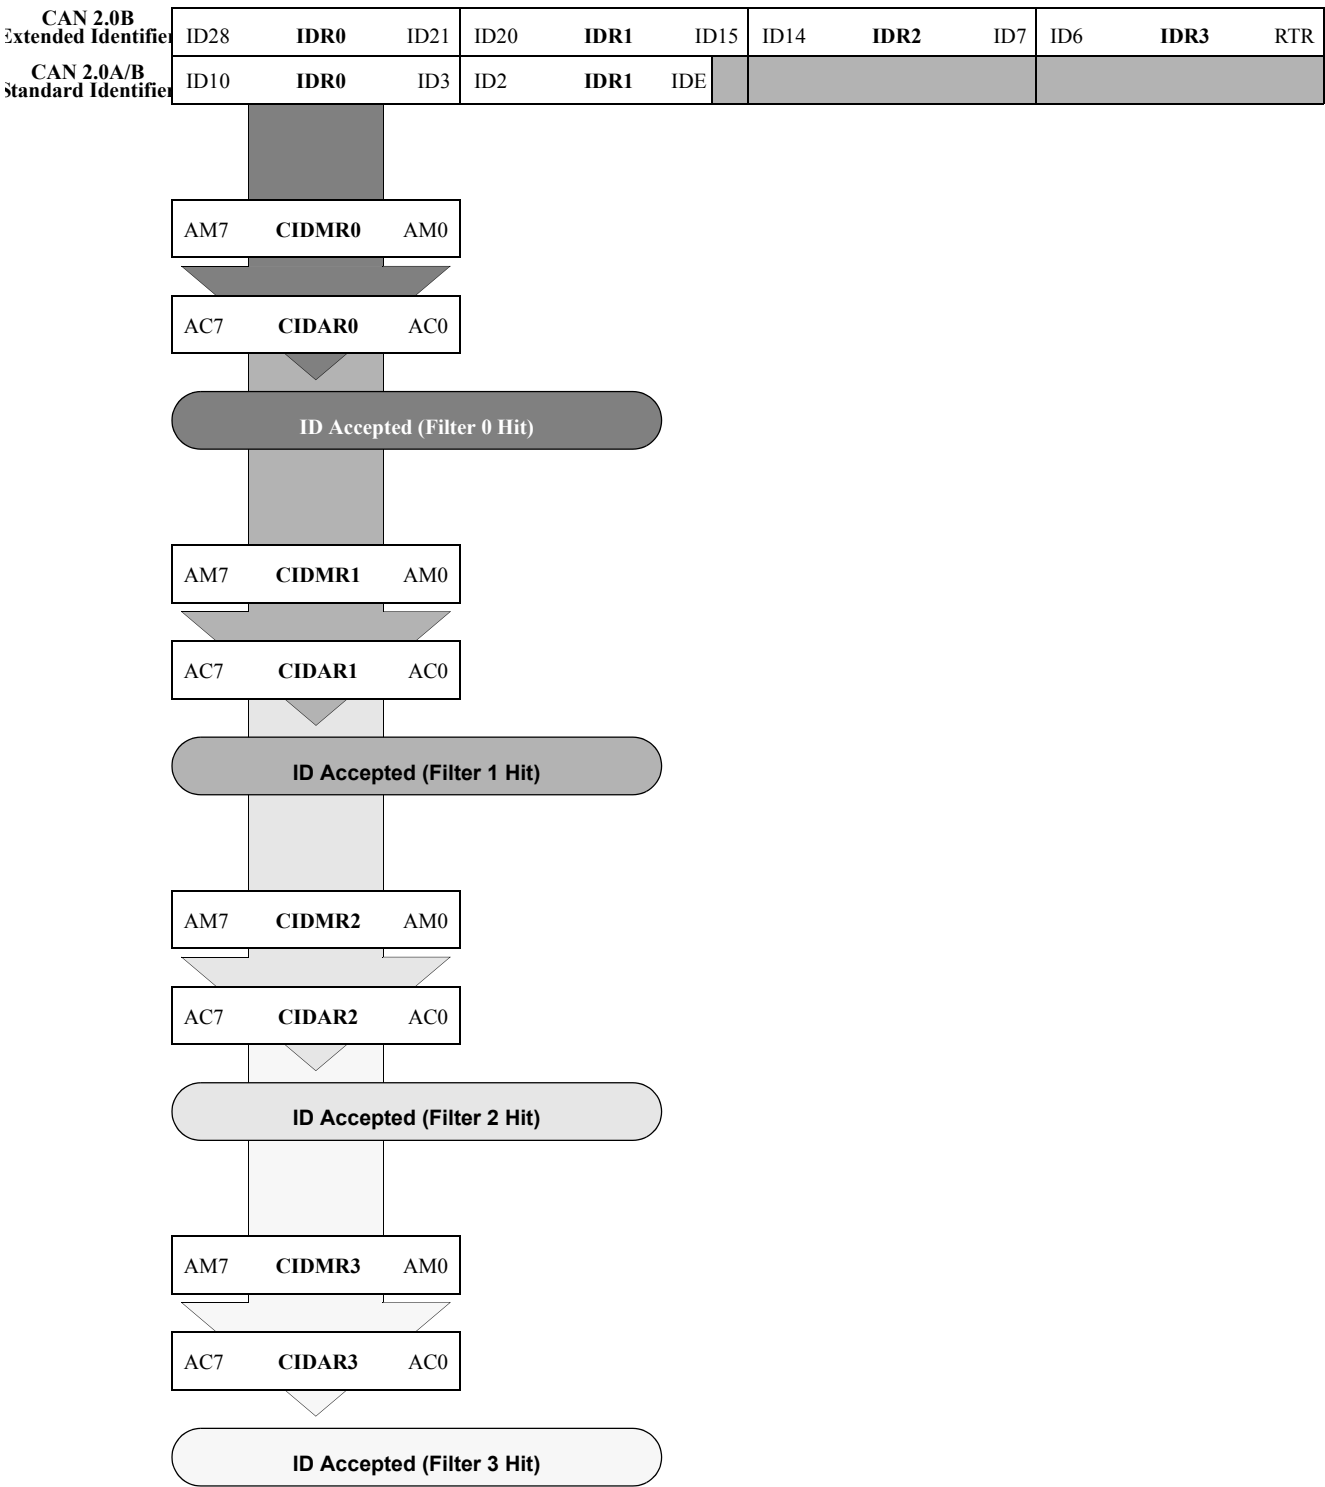 CAN 2.0B
Extended Identifier ID28 IDR0 ID21 ID20 IDR1 ID15 ID14 IDR2 ID7 ID6 IDR3 RTR
CAN 2.0A/B
Standard Identifier ID10 IDR0 ID3 ID2 IDR1 IDE
AM7 CIDMR0 AM0
AC7 CIDAR0 AC0
ID Accepted (Filter 0 Hit)
AM7 CIDMR1 AM0
AC7 CIDAR1 AC0
ID Accepted (Filter 1 Hit)
AM7 CIDMR2 AM0
AC7 CIDAR2 AC0
ID Accepted (Filter 2 Hit)
AM7 CIDMR3 AM0
AC7 CIDAR3 AC0
ID Accepted (Filter 3 Hit)